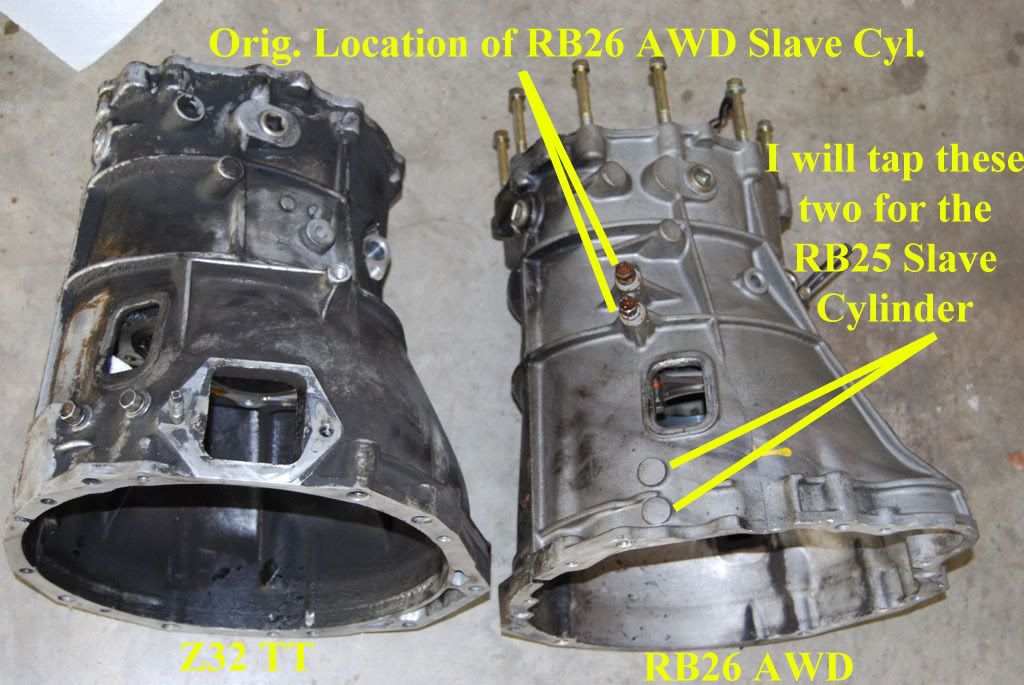 Orig. Location of RB26 AWD Slave Cyl.
I will tap these
two for the
RB25 Slave
Cylinder
Z32 TT
RB26 AWD